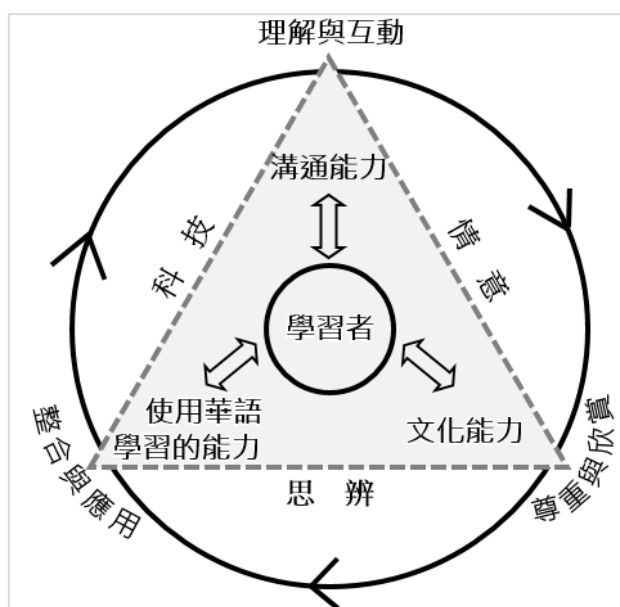 理解與互動
溝通能力
科技
情意
學習者
使用華語
學習的能力
文化能力
整合與應用
尊重與欣賞
思 辨